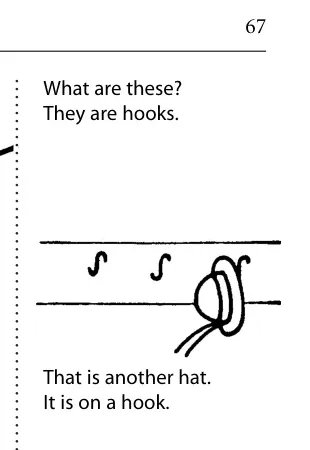 67
What are these?
They are hooks.
That is another hat.
It is on a hook.